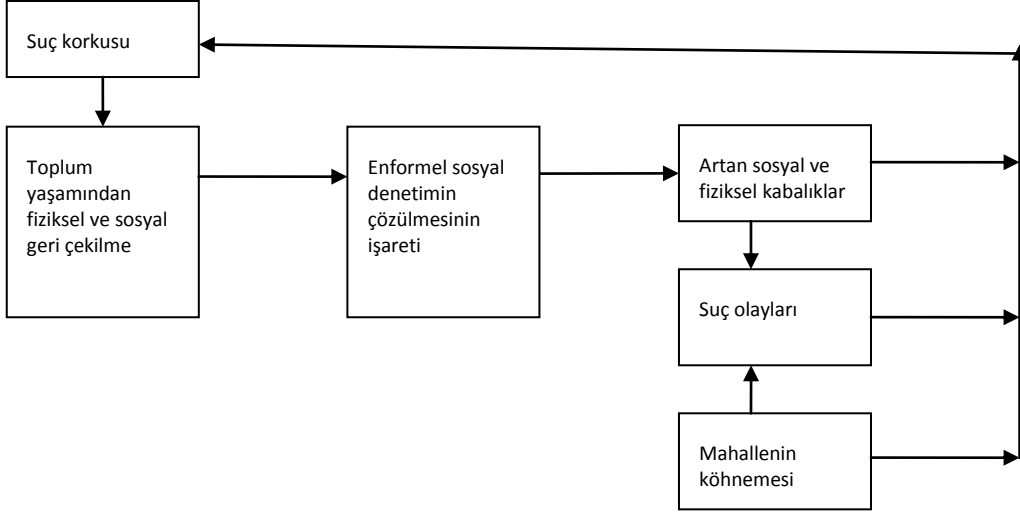 Suç korkusu
Toplum
yaşamından
fiziksel ve sosyal
geri çekilme
Enformel sosyal
denetimin
çözülmesinin
işareti
Artan sosyal ve
fiziksel kabalıklar
Suç olayları
Mahallenin
köhnemesi